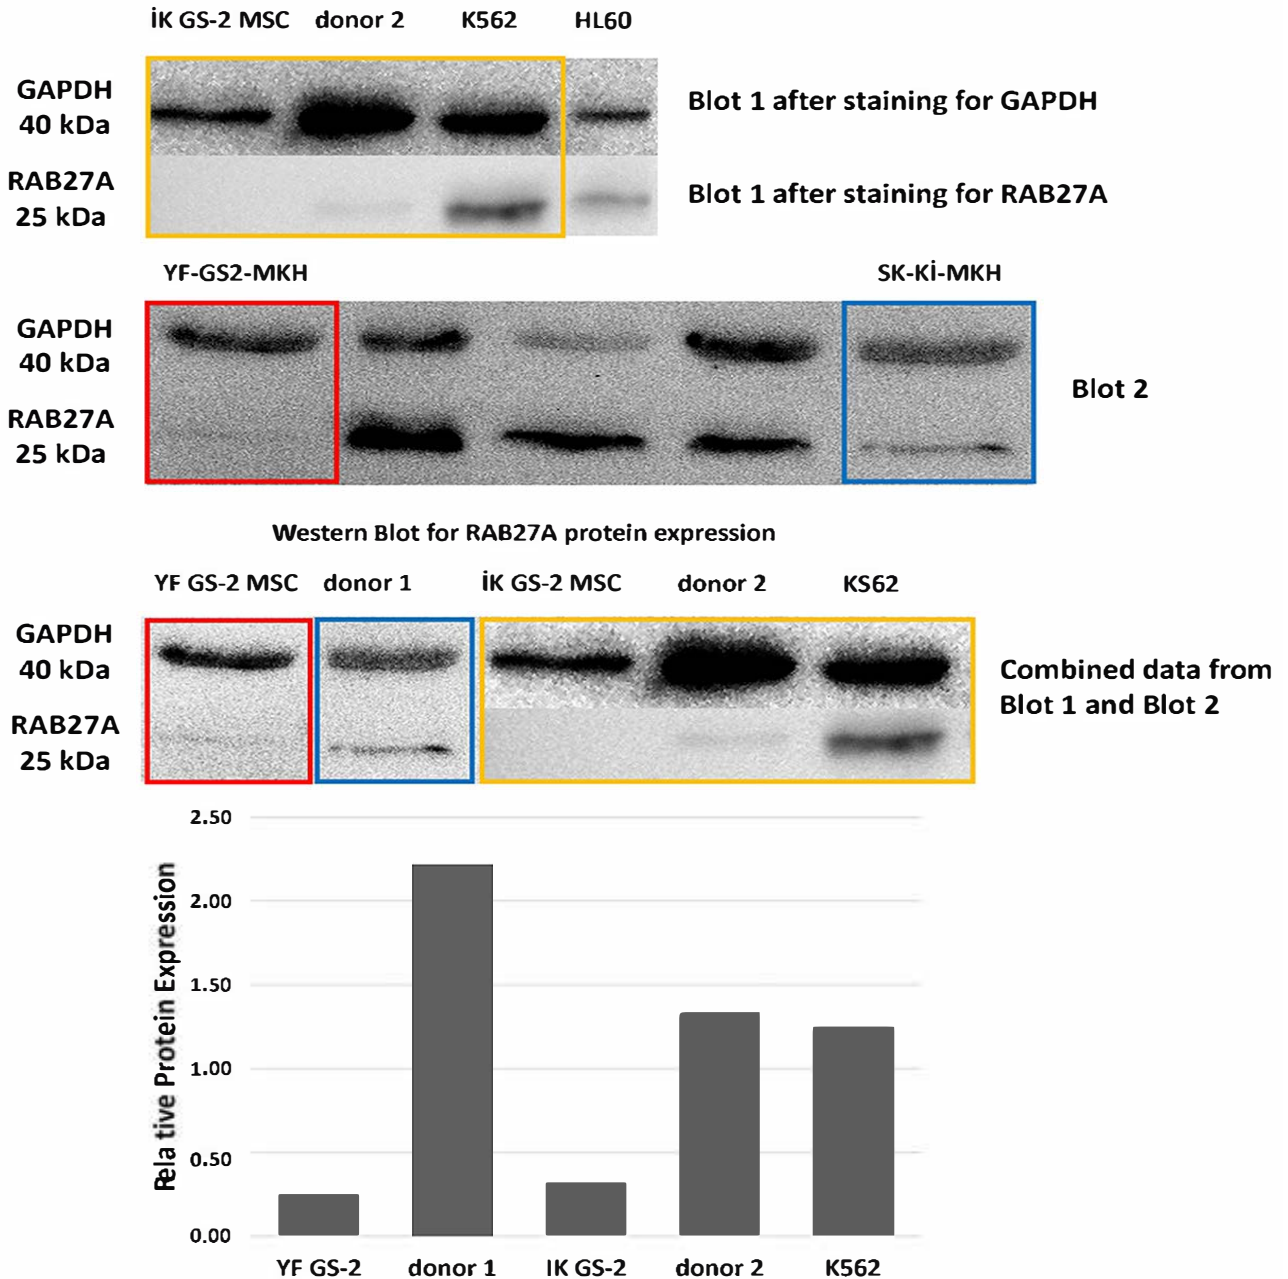 İK GS-2 MSC donor 2 K562 HL60
GAPDH
40 kDa
Blot 1 after staining for GAPDH
RAB27A
25 kDa
Blot 1 after staining for RAB27A
YF-GS2-MKH SK-Kİ-MKH
GAPDH
40 kDa
RAB27A
25 kDa
Blot 2
Western Blot for RAB27A protein expression
YF GS-2 MSC donor 1 İK GS-2 MSC donor 2 KS62
GAPDH
40 kDa
RAB27A
25 kDa
Combined data from
Blot 1 and Blot 2
2.50
2.00
1.50
1.00
0.50
0.00
Rela tive Protein Expression
YF GS-2 donor 1 IK GS-2 donor 2 K562